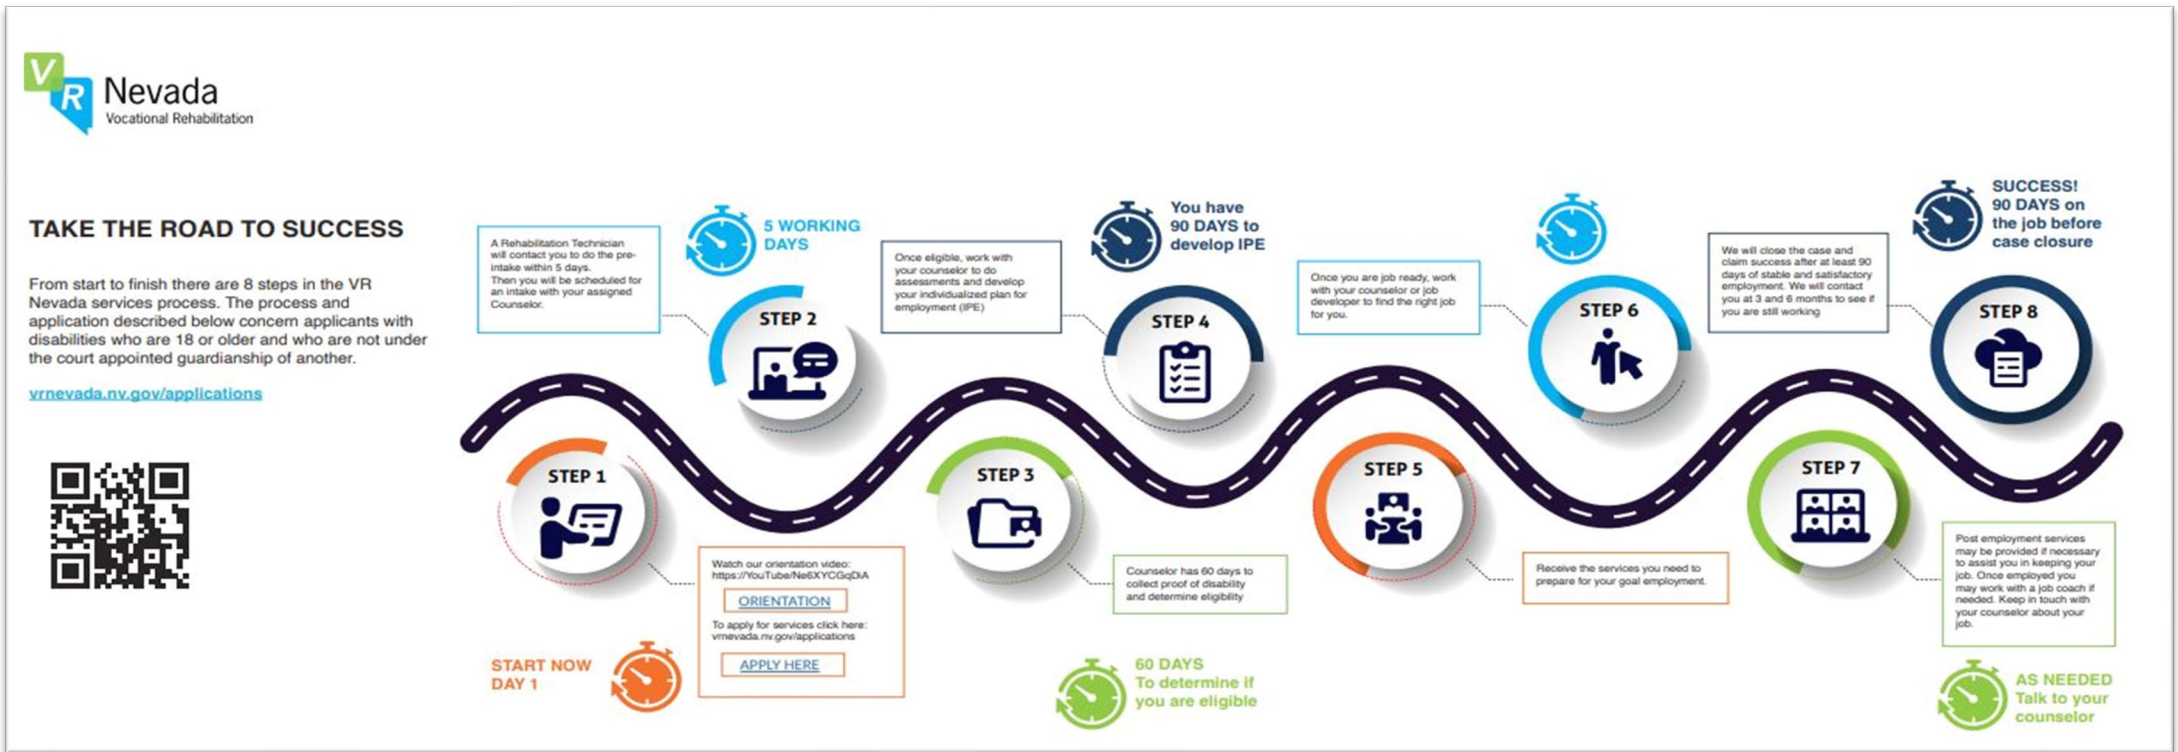 V
R
Nevada
Vocational Rehabilitation
TAKE THE ROAD TO SUCCESS
From start to finish there are 8 steps in the VR
Nevada services process. The process and
application described below concern applicants with
disabilities who are 18 or older and who are not under
the court appointed guardianship of another.
vrnevada.nv.gov/applications
STEP 1
START NOW
DAY 1
Watch our orientation video:
https://YouTube/Ne6XYCGqDiA
ORIENTATION
To apply for services click here:
vrnevada.nv.gov/applications
APPLY HERE
A Rehabilitation Technician
will contact you to do the pre-
intake within 5 days.
Then you will be scheduled for
an intake with your assigned
Counselor.
5 WORKING
DAYS
STEP 2
STEP 3
Counselor has 60 days to
collect proof of disability
and determine eligibility
60 DAYS
To determine if
you are eligible
Once eligible, work with
your counselor to do
assessments and develop
your individualized plan for
employment (IPE)
You have
90 DAYS to
develop IPE
STEP 4
STEP 5
Receive the services you need to
prepare for your goal employment.
Once you are job ready, work
with your counselor or job
developer to find the right job
for you.
STEP 6
STEP 7
Post employment services
may be provided if necessary
to assist you in keeping your
job. Once employed you
may work with a job coach if
needed. Keep in touch with
your counselor about your
job.
AS NEEDED
Talk to your
counselor
We will close the case and
claim success after at least 90
days of stable and satisfactory
employment. We will contact
you at 3 and 6 months to see if
you are still working
SUCCESS!
90 DAYS on
the job before
case closure
STEP 8